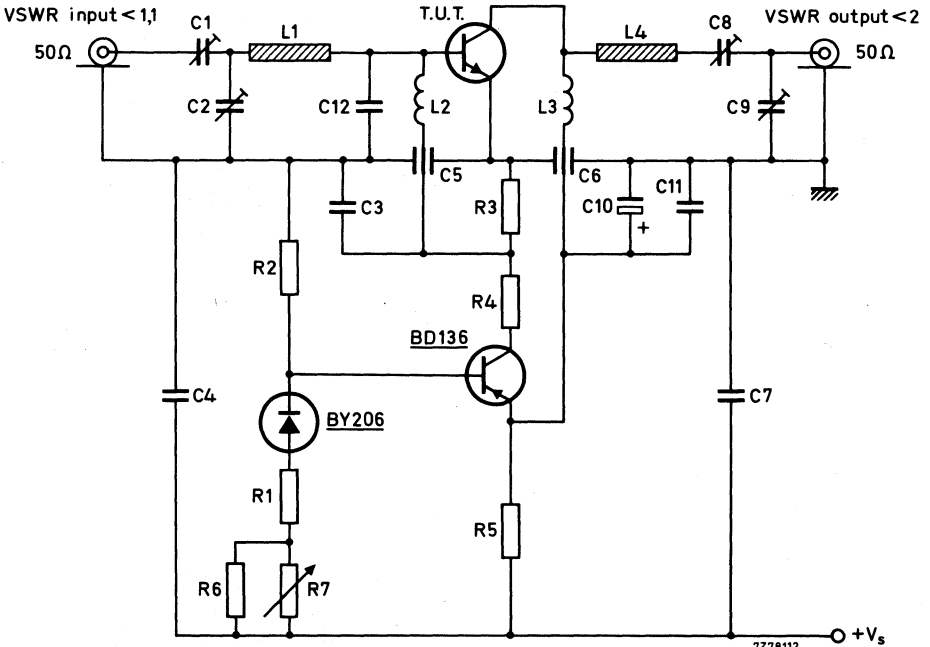 VSWR input < 1,1
T.U.T.
VSWR output < 2
50Ω
C1
L1
L4
C8
50Ω
C2
C12
L2
L3
C9
C5
C6
C3
R3
C10
C11
+
R2
R4
BD136
C4
BY206
C7
R1
R5
R6
R7
+Vs
7Z78112